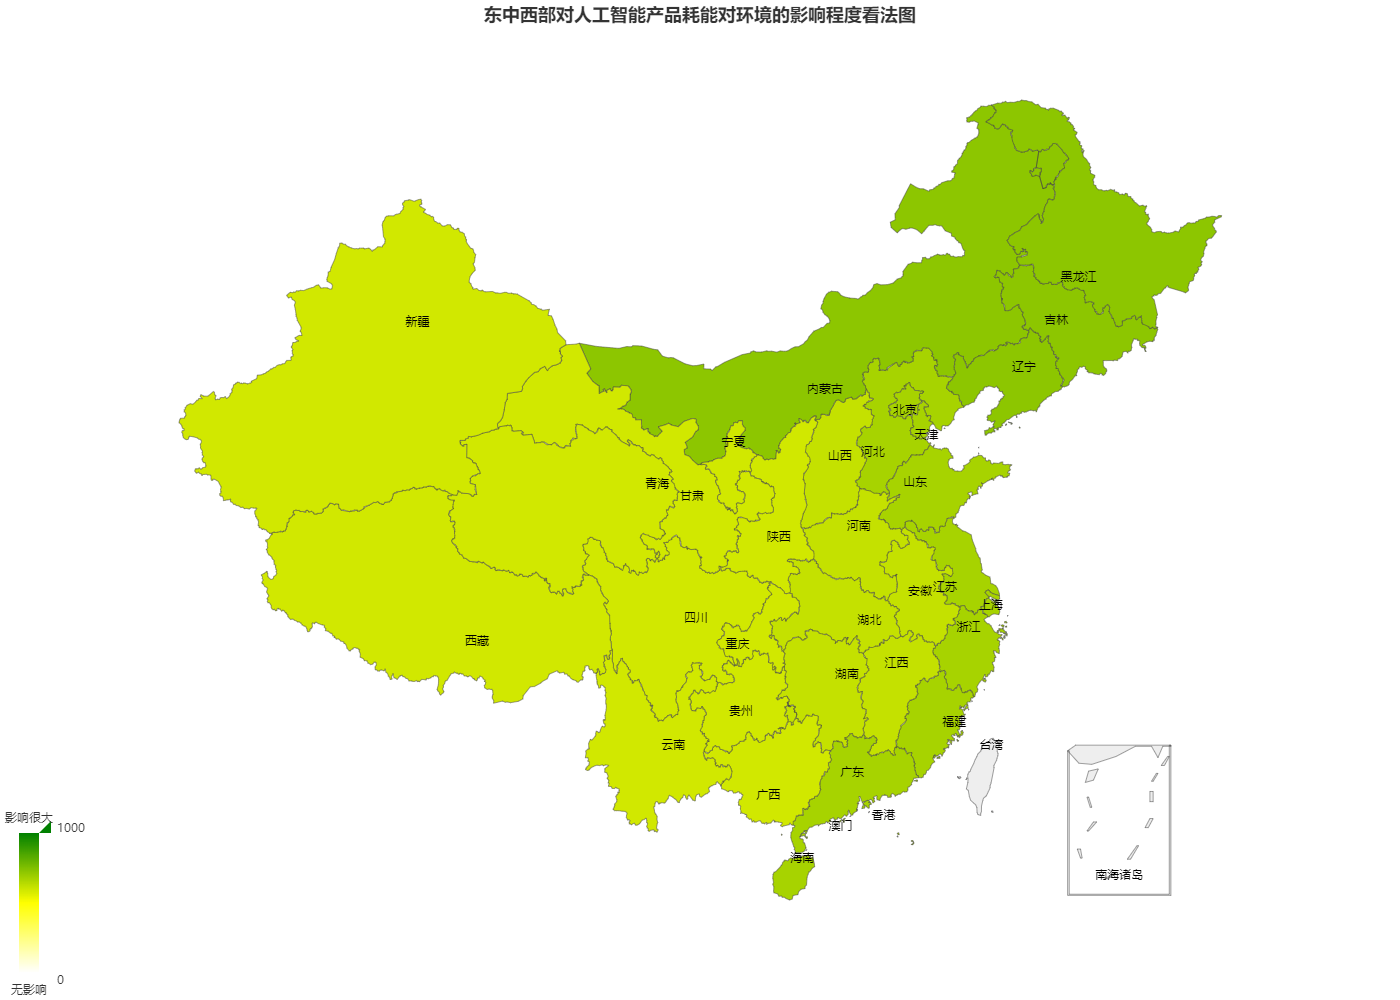 东中西部对人工智能产品耗能对环境的影响程度看法图
黑龙江
吉林
新疆
辽宁
内蒙古
北京
天津
宁夏
山西
河北
青海
甘肃
山东
河南
陕西
安徽
江苏
上海
四川
湖北
浙江
西藏
重庆
江西
湖南
贵州
福建
云南
台湾
广东
广西
香港
澳门
海南
南海诸岛
影响很大
1000
0
无影响